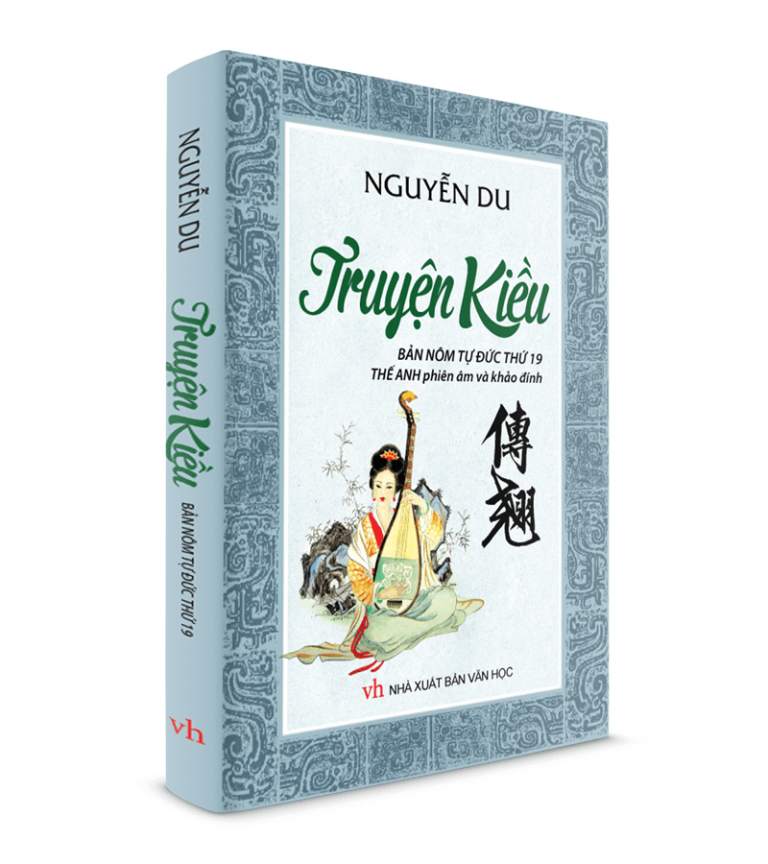 NGUYỄN DU
Truyện Kiều
BẢN NÔM TỰ ĐỨC THỨ 19
vh
NGUYỄN DU
Truyện Kiều
BẢN NÔM TỰ ĐỨC THỨ 19
THẾ ANH phiên âm và khảo đính
傳
翹
vh NHÀ XUẤT BẢN VĂN HỌC